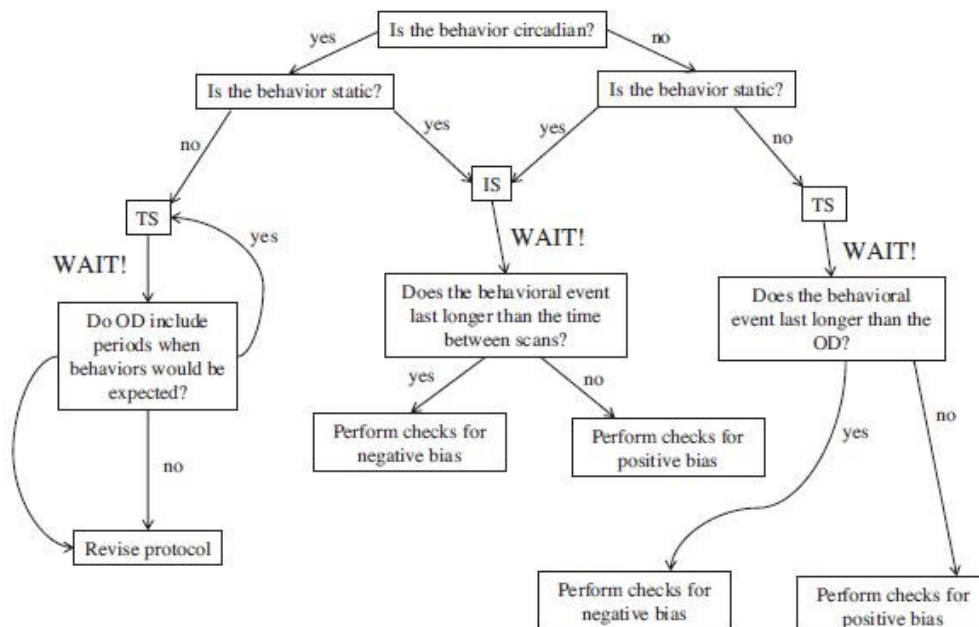 Is the behavior circadian?
yes
no
Is the behavior static?
Is the behavior static?
no
yes
yes
no
TS
IS
TS
yes
WAIT!
WAIT!
WAIT!
Do OD include
periods when
behaviors would be
expected?
Does the behavioral event
last longer than the time
between scans?
Does the behavioral
event last longer than the
OD?
yes
no
Perform checks for
negative bias
Perform checks for
positive bias
yes
no
no
Revise protocol
Perform checks for
negative bias
Perform checks for
positive bias